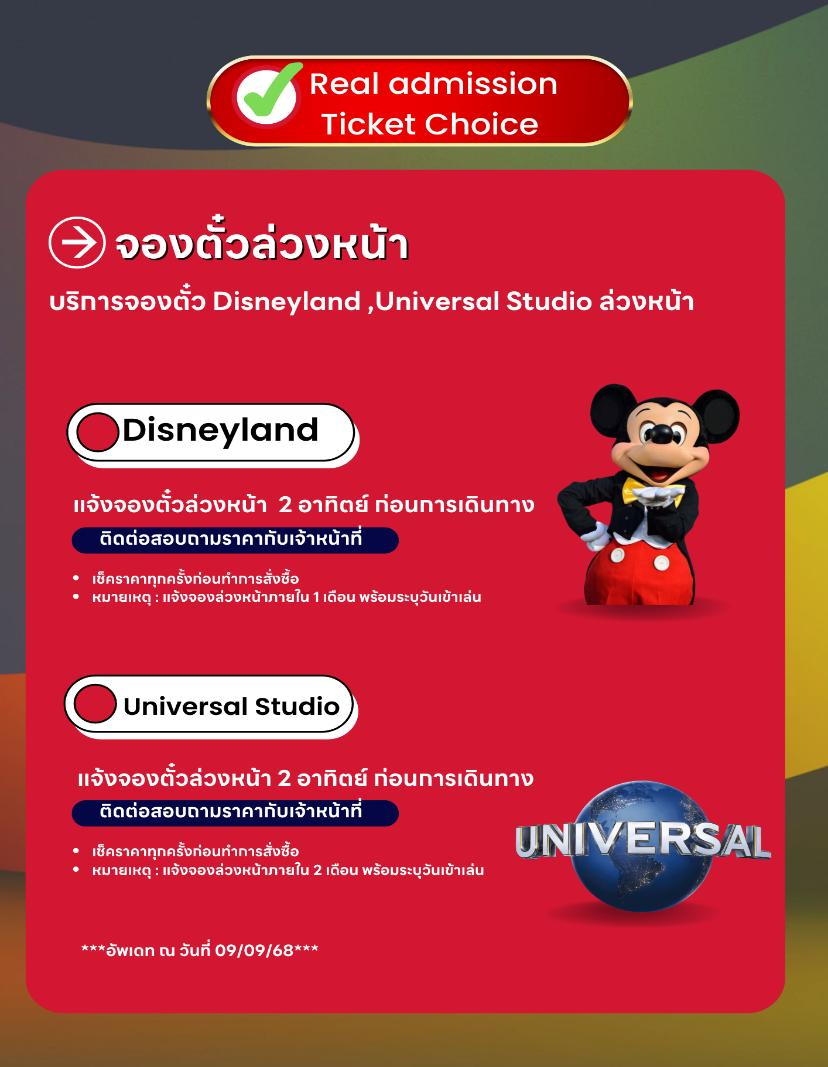 Real admission
Ticket Choice
จองตั๋วล่วงหน้า
บริการจองตั๋ว Disneyland ,Universal Studio ล่วงหน้า
Disneyland
แจ้งจองตั๋วล่วงหน้า 2 อาทิตย์ ก่อนการเดินทาง
ติดต่อสอบถามราคากับเจ้าหน้าที่
• เช็คราคาทุกครั้งก่อนทำการสั่งซื้อ
• หมายเหตุ : แจ้งจองล่วงหน้าภายใน 1 เดือน พร้อมระบุวันเข้าเล่น
Universal Studio
แจ้งจองตั๋วล่วงหน้า 2 อาทิตย์ ก่อนการเดินทาง
ติดต่อสอบถามราคากับเจ้าหน้าที่
UNIVERSAL
• เช็คราคาทุกครั้งก่อนทำการสั่งซื้อ
• หมายเหตุ : แจ้งจองล่วงหน้าภายใน 2 เดือน พร้อมระบุวันเข้าเล่น
***อัพเดท ณ วันที่ 09/09/68***